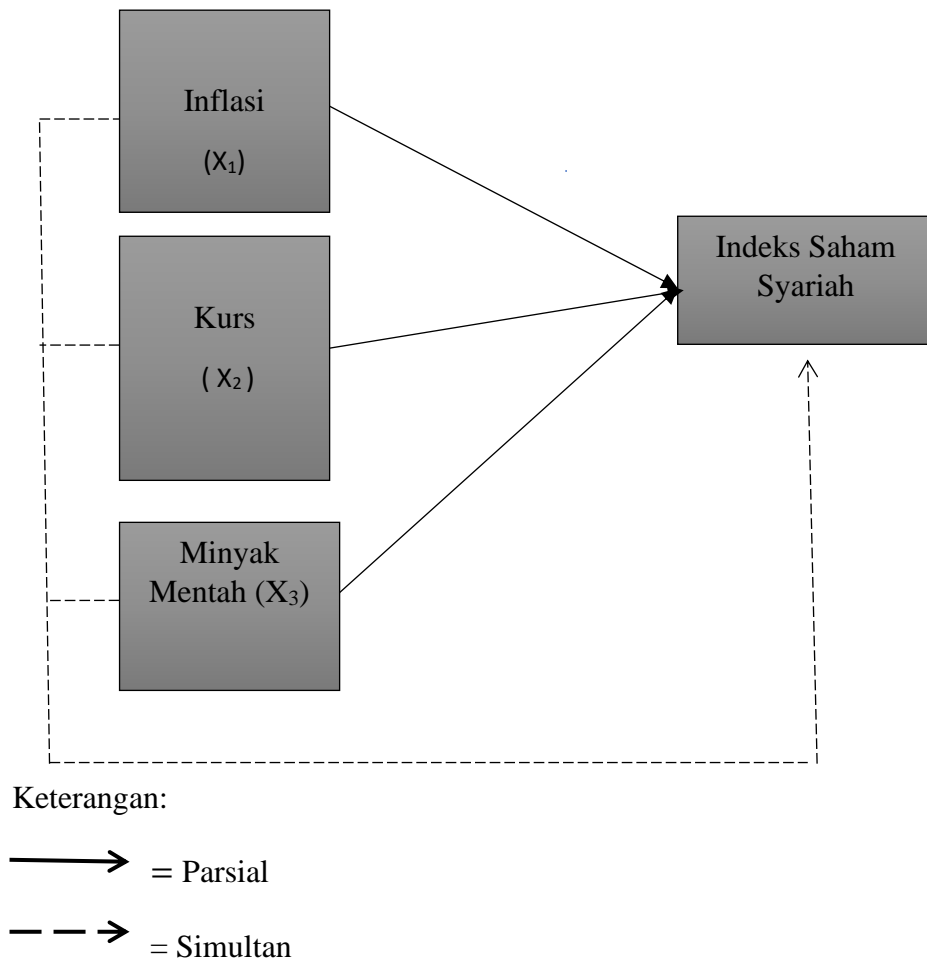 Inflasi
(X₁)
Kurs
( X₂ )
Minyak
Mentah (X₃)
Indeks Saham
Syariah
Keterangan:
= Parsial
= Simultan